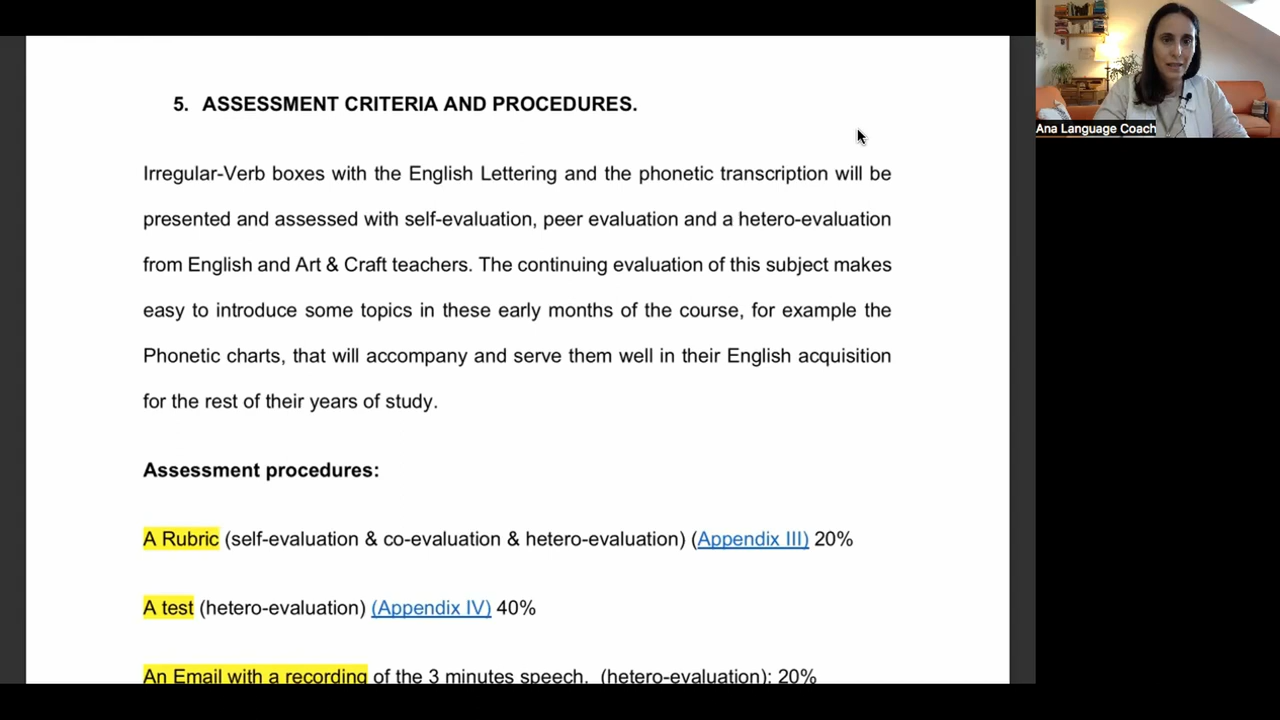 5. ASSESSMENT CRITERIA AND PROCEDURES.
Irregular-Verb boxes with the English Lettering and the phonetic transcription will be
presented and assessed with self-evaluation, peer evaluation and a hetero-evaluation
from English and Art & Craft teachers. The continuing evaluation of this subject makes
easy to introduce some topics in these early months of the course, for example the
Phonetic charts, that will accompany and serve them well in their English acquisition
for the rest of their years of study.
Assessment procedures:
A Rubric (self-evaluation & co-evaluation & hetero-evaluation) (Appendix III) 20%
A test (hetero-evaluation) (Appendix IV) 40%
An Email with a recording of the 3 minutes speech. (hetero-evaluation): 20%
Ana Language Coach